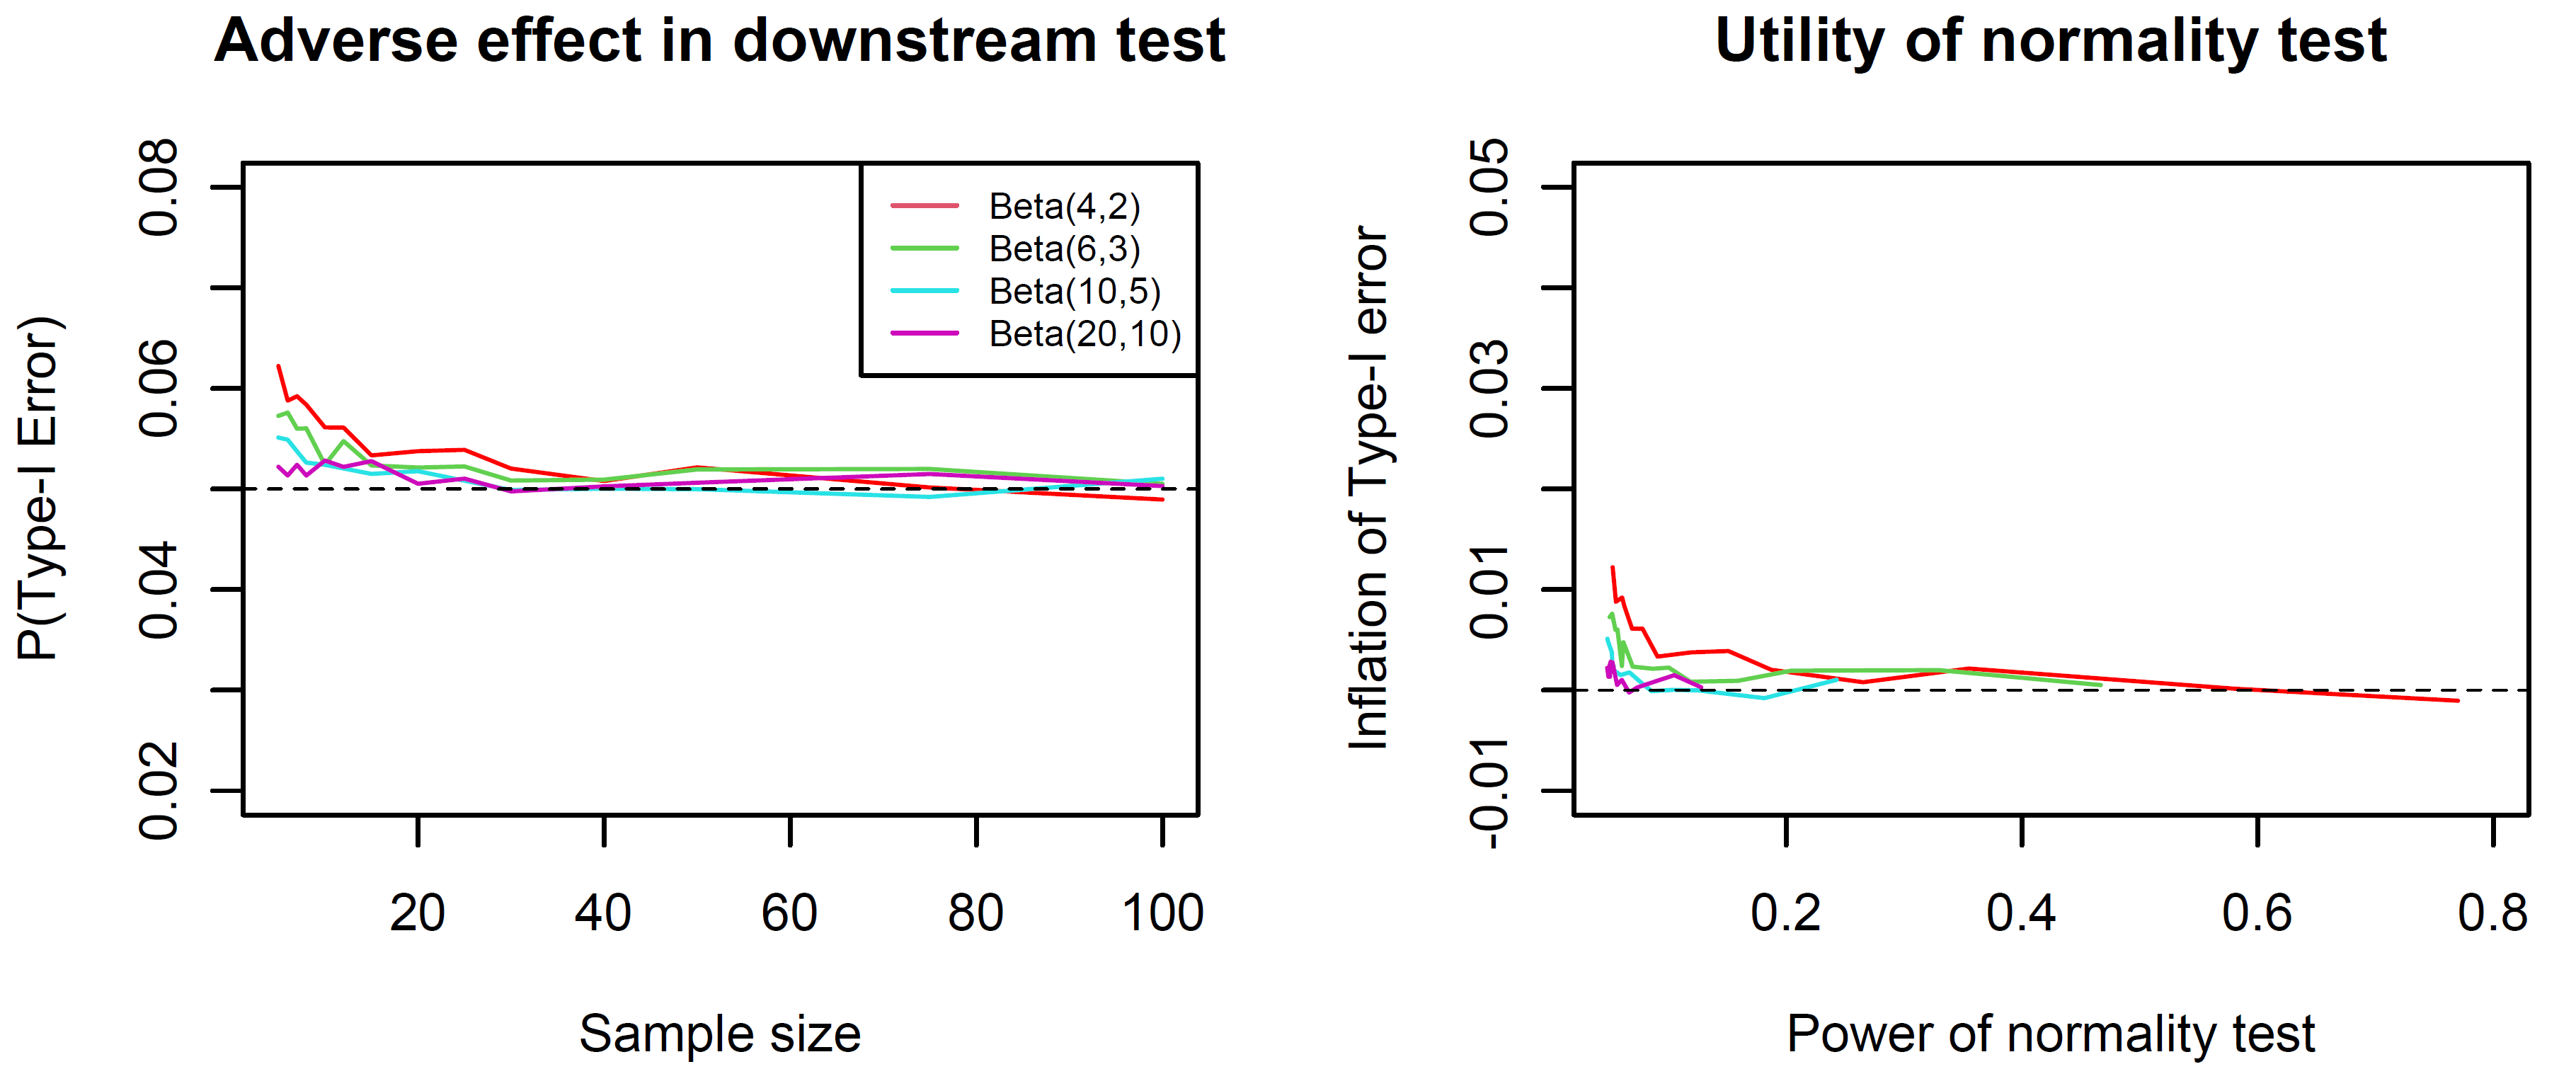 Adverse effect in downstream test
P(Type-I Error)
0.08
0.06
0.04
0.02
Beta(4,2)
Beta(6,3)
Beta(10,5)
Beta(20,10)
20 40 60 80 100
Sample size
Utility of normality test
Inflation of Type-I error
0.05
0.03
0.01
-0.01
0.2 0.4 0.6 0.8
Power of normality test